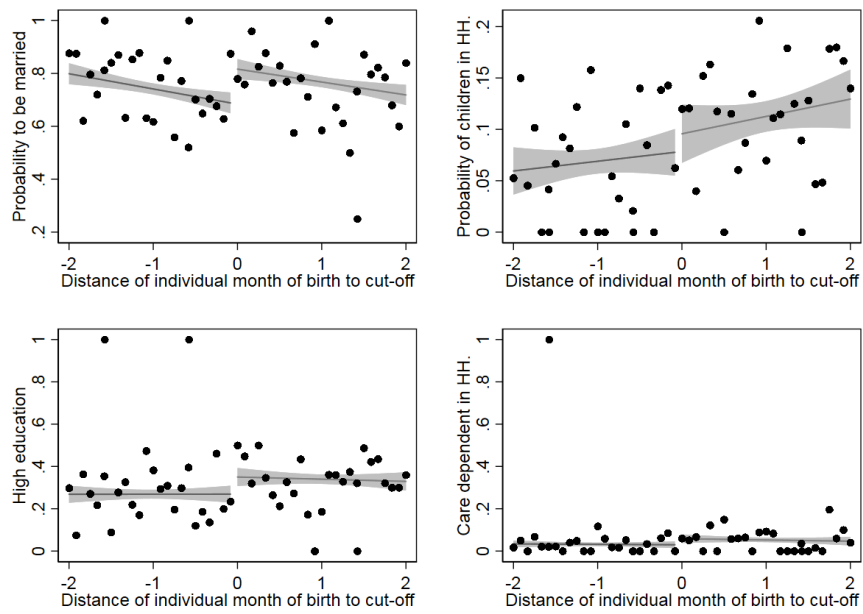 Probability to be married
1
.8
.6
.4
.2
-2 -1 0 1 2
Distance of individual month of birth to cut-off
Probability of children in HH.
.2
.15
.1
.05
0
-2 -1 0 1 2
Distance of individual month of birth to cut-off
High education
1
.8
.6
.4
.2
0
-2 -1 0 1 2
Distance of individual month of birth to cut-off
Care dependent in HH.
1
.8
.6
.4
.2
0
-2 -1 0 1 2
Distance of individual month of birth to cut-off